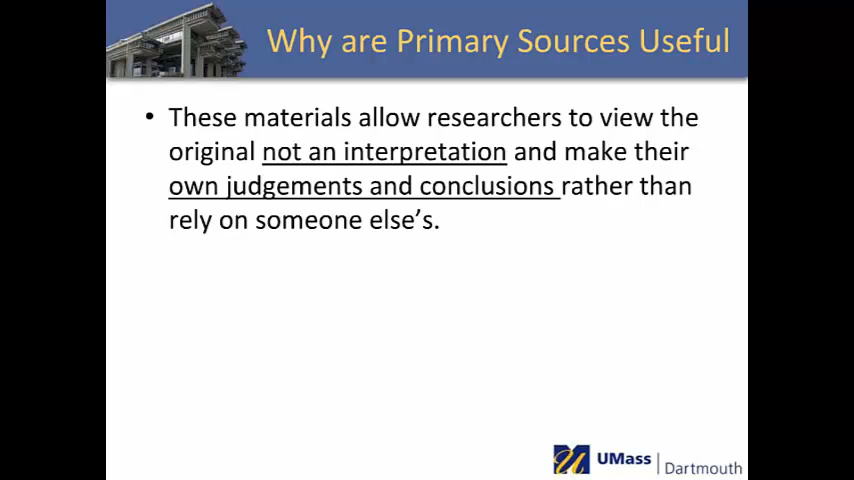 Why are Primary Sources Useful
• These materials allow researchers to view the
original not an interpretation and make their
own judgements and conclusions rather than
rely on someone else's.
UMass | Dartmouth